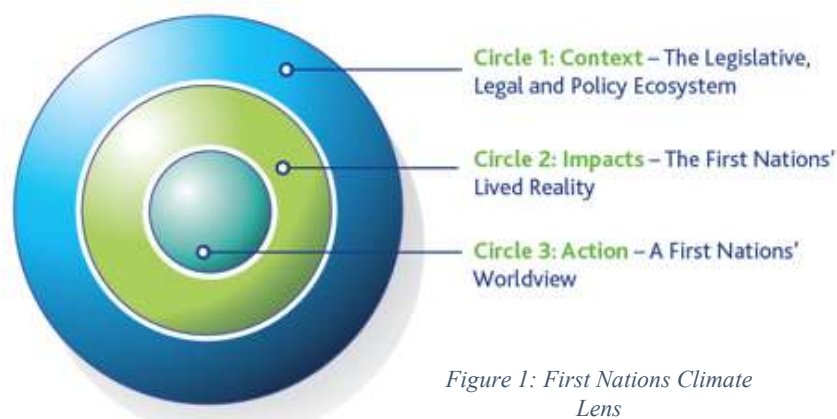 Circle 1: Context – The Legislative,
Legal and Policy Ecosystem
Circle 2: Impacts – The First Nations'
Lived Reality
Circle 3: Action – A First Nations'
Worldview
Figure 1: First Nations Climate
Lens